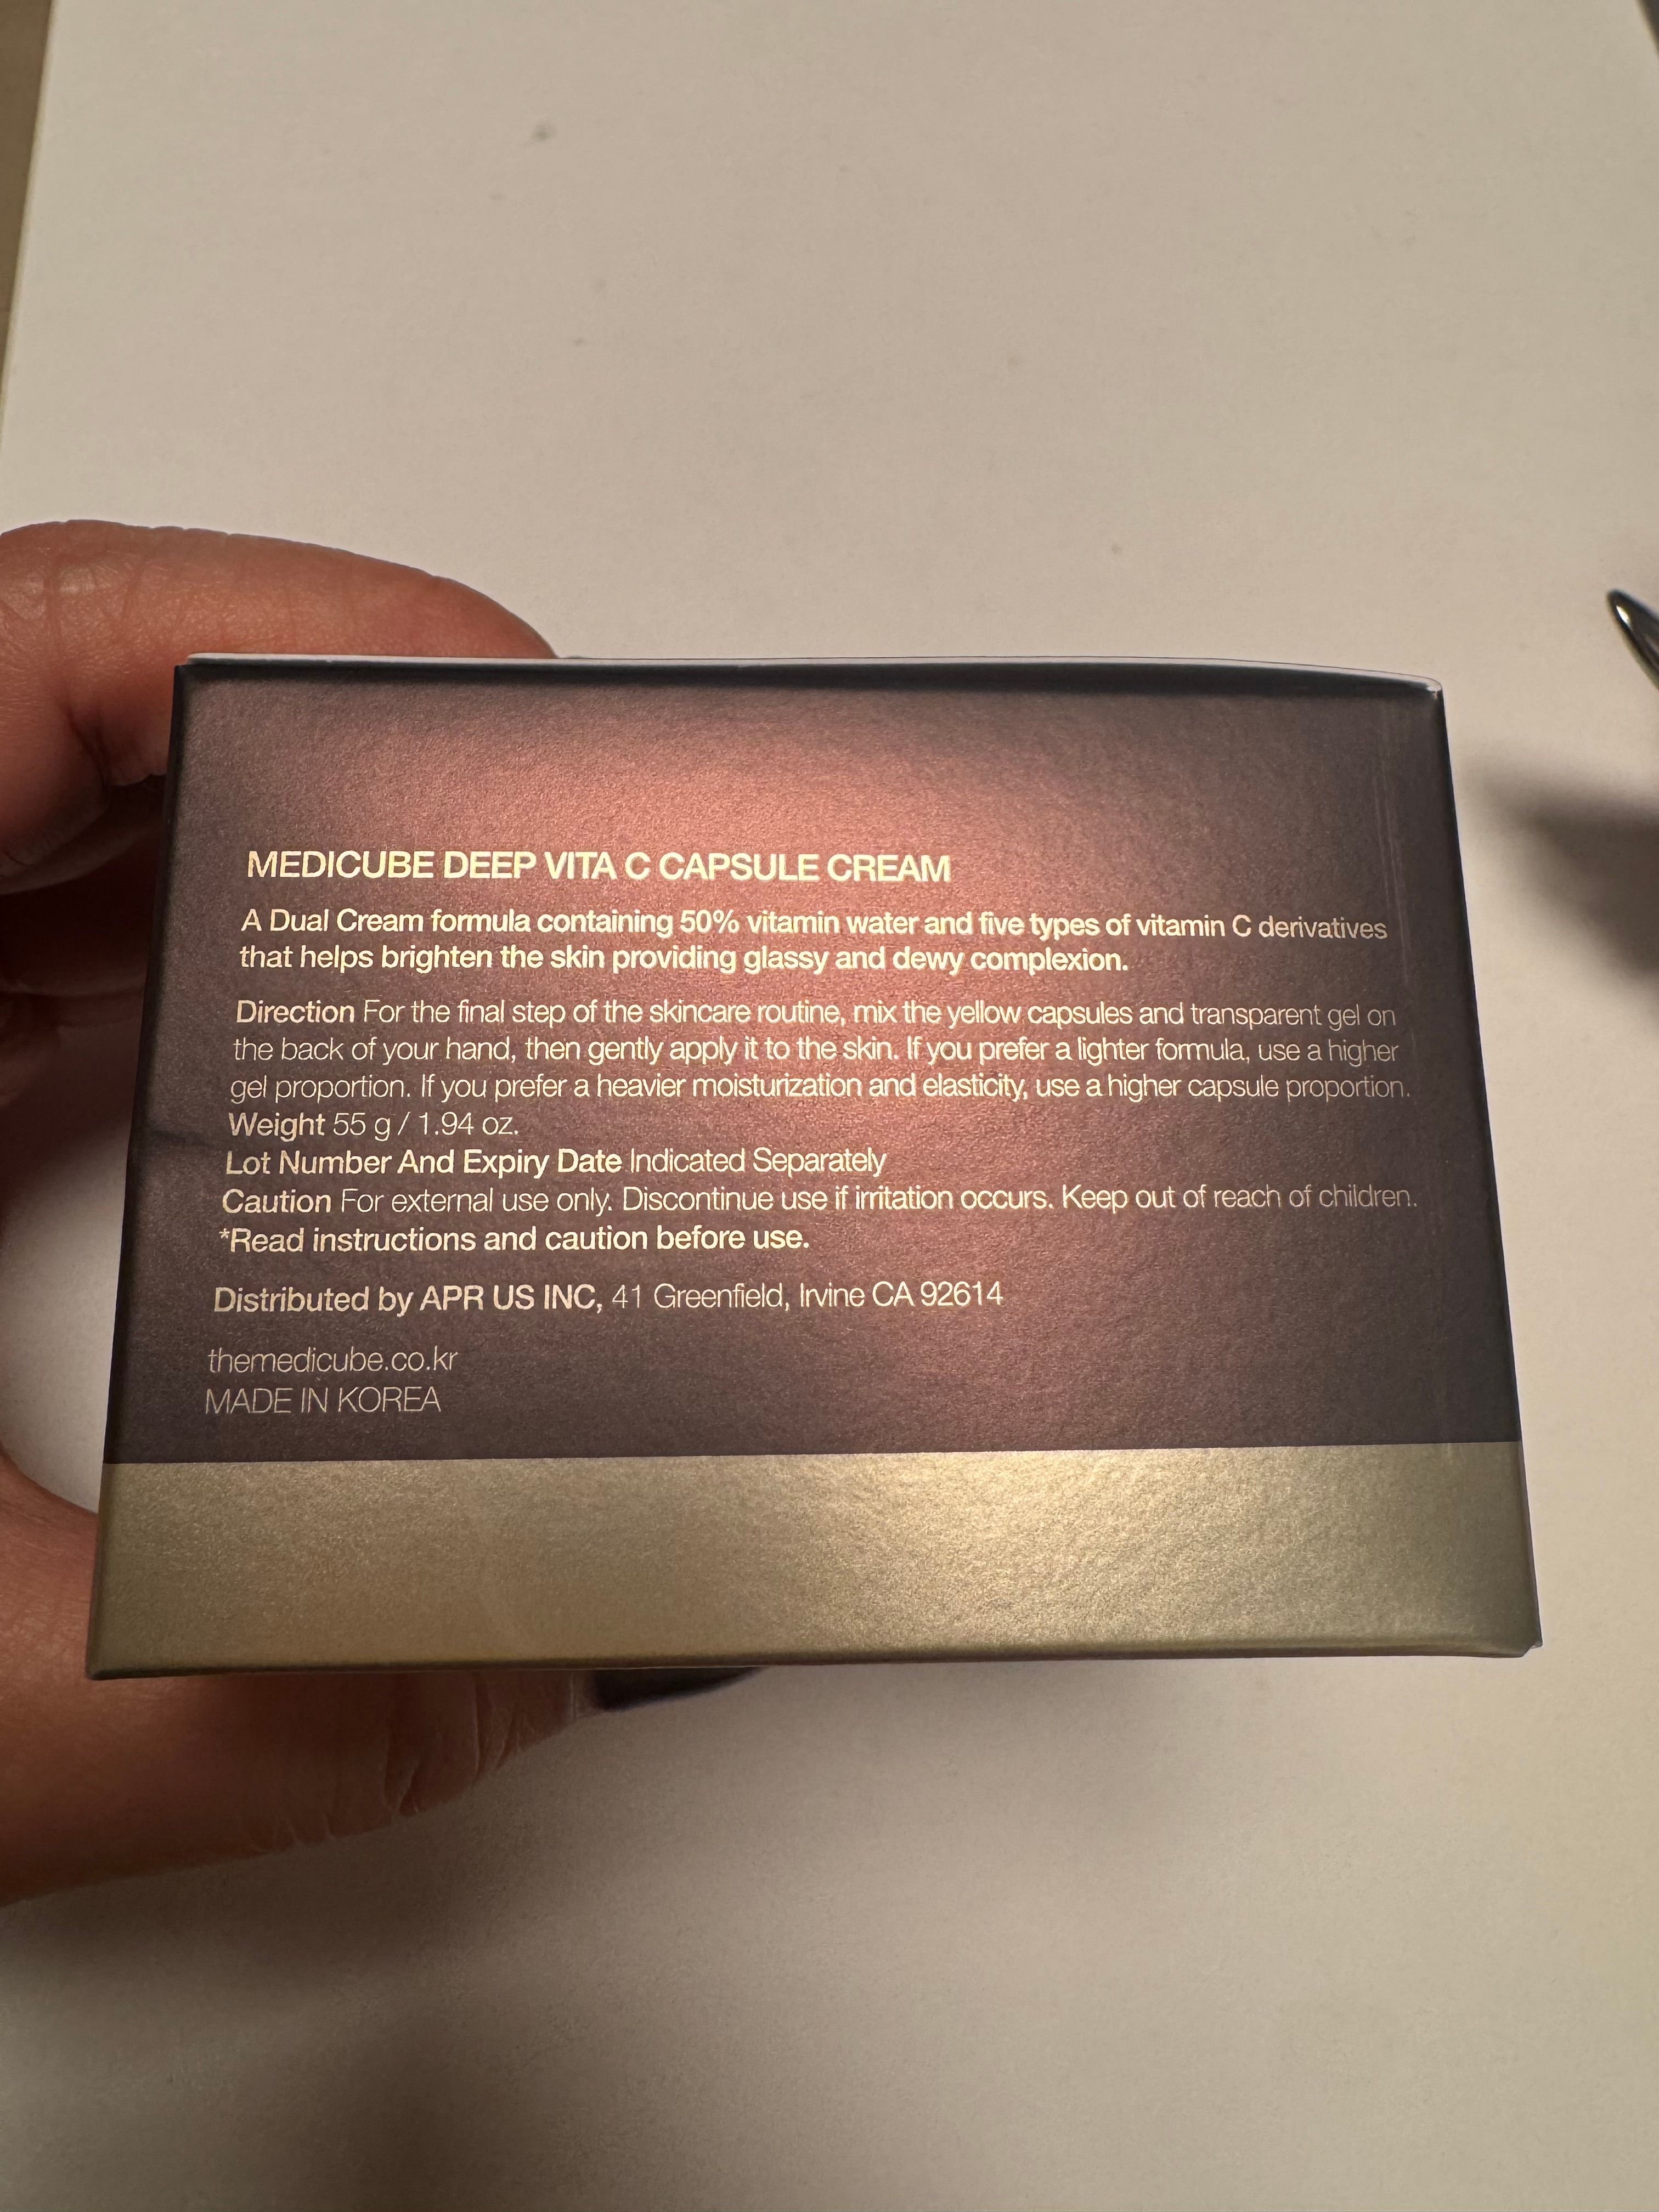 MEDICUBE DEEP VITA C CAPSULE CREAM
A Dual Cream formula containing 50% vitamin water and five types of vitamin C derivatives
that helps brighten the skin providing glassy and dewy complexion.
Direction For the final step of the skincare routine, mix the yellow capsules and transparent gel on
the back of your hand, then gently apply it to the skin. If you prefer a lighter formula, use a higher
gel proportion. If you prefer a heavier moisturization and elasticity, use a higher capsule proportion.
Weight 55 g / 1.94 oz.
Lot Number And Expiry Date Indicated Separately
Caution For external use only. Discontinue use if irritation occurs. Keep out of reach of children.
*Read instructions and caution before use.
Distributed by APR US INC, 41 Greenfield, Irvine CA 92614
themedicube.co.kr
MADE IN KOREA